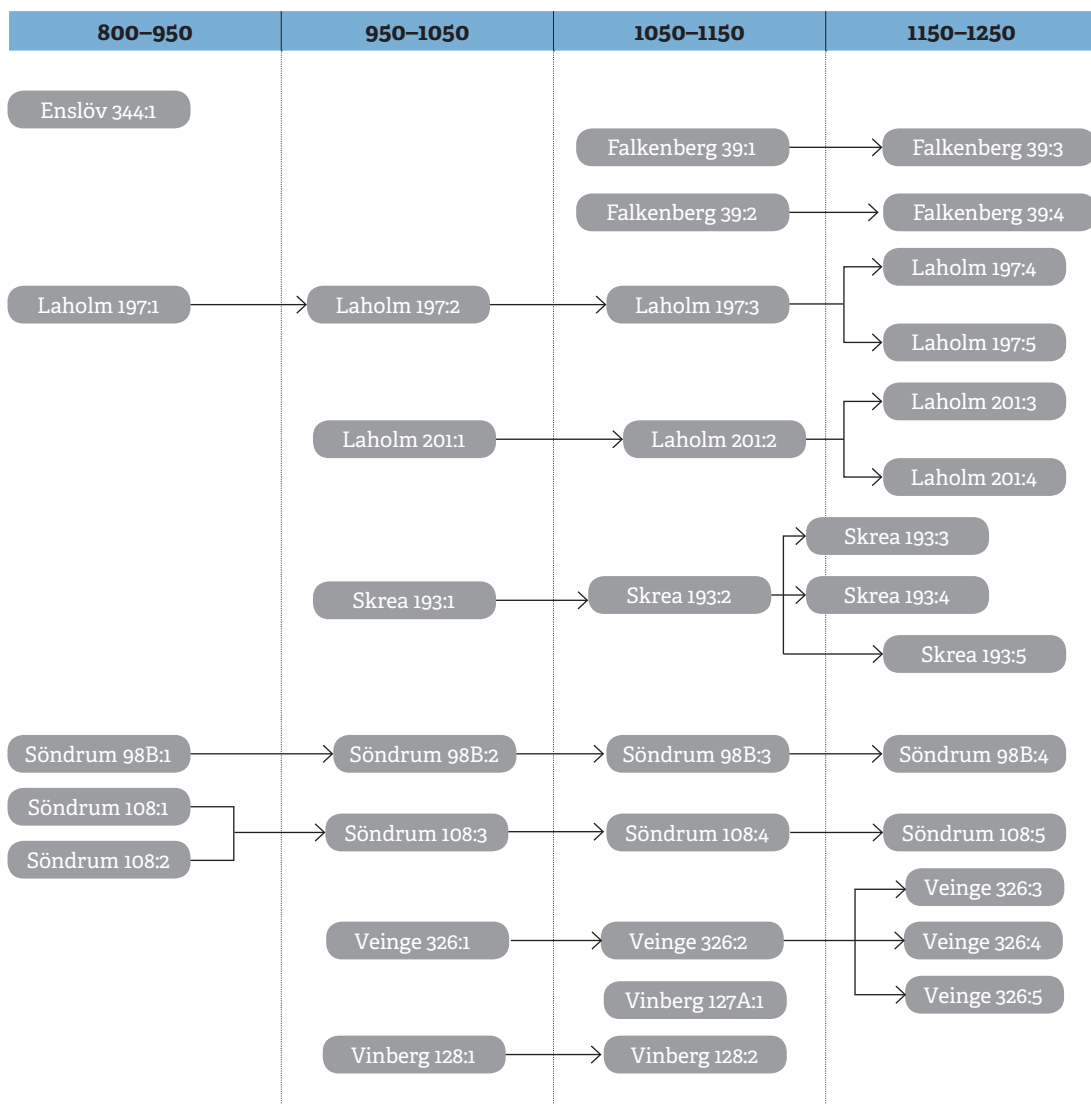 800–950 950–1050 1050–1150 1150–1250
Enslöv 344:1
Falkenberg 39:1 Falkenberg 39:3
Falkenberg 39:2 Falkenberg 39:4
Laholm 197:4
Laholm 197:1 Laholm 197:2 Laholm 197:3
Laholm 197:5
Laholm 201:3
Laholm 201:1 Laholm 201:2
Laholm 201:4
Skrea 193:3
Skrea 193:1 Skrea 193:2 Skrea 193:4
Skrea 193:5
Söndrum 98B:1 Söndrum 98B:2 Söndrum 98B:3 Söndrum 98B:4
Söndrum 108:1
Söndrum 108:3 Söndrum 108:4 Söndrum 108:5
Söndrum 108:2
Veinge 326:3
Veinge 326:1 Veinge 326:2 Veinge 326:4
Veinge 326:5
Vinberg 127A:1
Vinberg 128:1 Vinberg 128:2